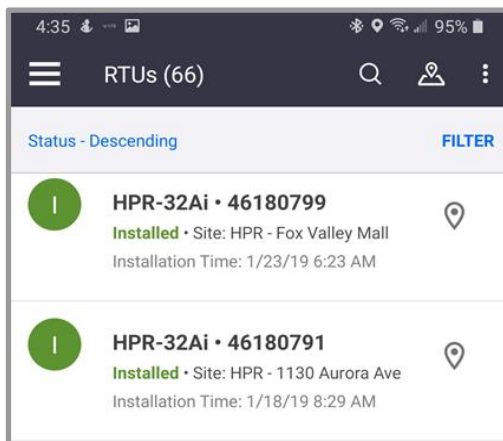 4:35 95%
RTUs (66)
Status - Descending FILTER
I HPR-32Ai • 46180799
Installed • Site: HPR - Fox Valley Mall
Installation Time: 1/23/19 6:23 AM
I HPR-32Ai • 46180791
Installed • Site: HPR - 1130 Aurora Ave
Installation Time: 1/18/19 8:29 AM